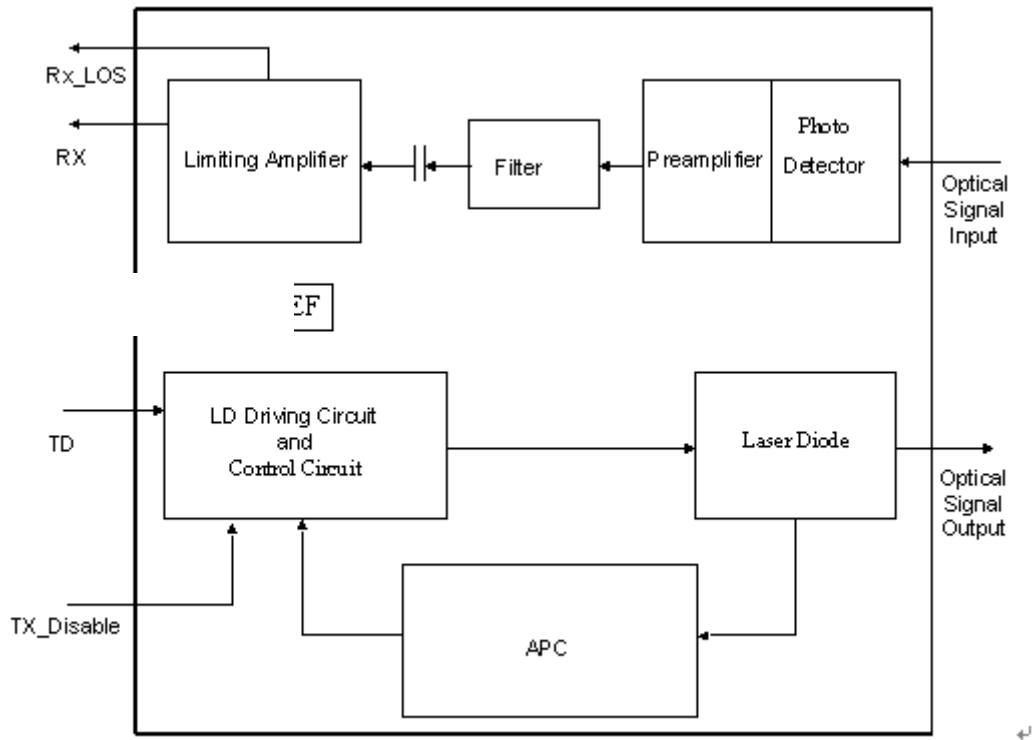 Rx_LOS
RX
Limiting Amplifier
Filter
Preamplifier
Photo
Detector
Optical
Signal
Input
EF
TD
LD Driving Circuit
and
Control Circuit
Laser Diode
Optical
Signal
Output
TX_Disable
APC